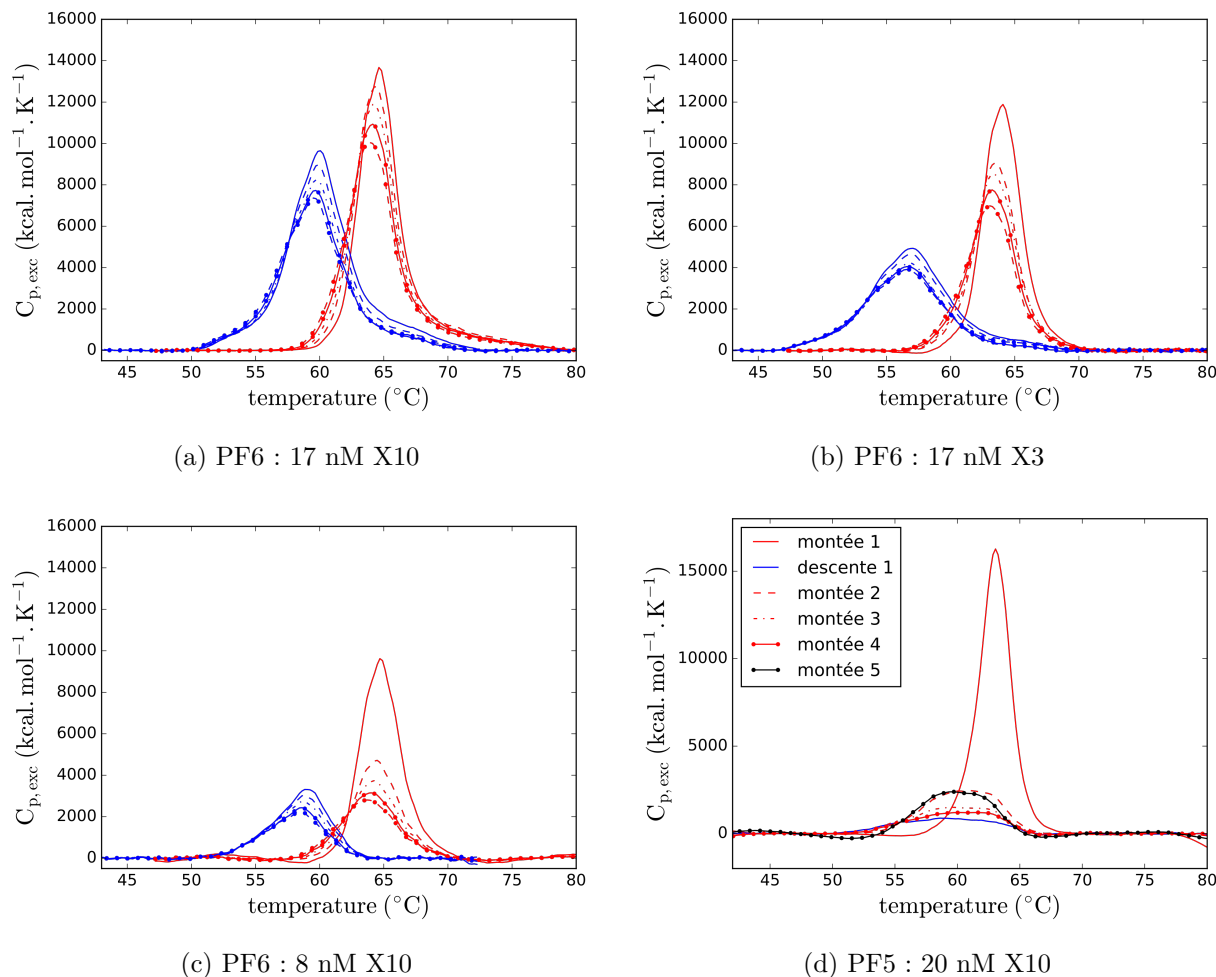 16000
14000
12000
10000
8000
6000
4000
2000
0
C_{p,exc} (kcal.mol^{-1}.K^{-1})
45 50 55 60 65 70 75 80
temperature (°C)
(a) PF6 : 17 nM X10
16000
14000
12000
10000
8000
6000
4000
2000
0
C_{p,exc} (kcal.mol^{-1}.K^{-1})
45 50 55 60 65 70 75 80
temperature (°C)
(b) PF6 : 17 nM X3
16000
14000
12000
10000
8000
6000
4000
2000
0
C_{p,exc} (kcal.mol^{-1}.K^{-1})
45 50 55 60 65 70 75 80
temperature (°C)
(c) PF6 : 8 nM X10
15000
10000
5000
0
C_{p,exc} (kcal.mol^{-1}.K^{-1})
montée 1
descente 1
montée 2
montée 3
montée 4
montée 5
45 50 55 60 65 70 75 80
temperature (°C)
(d) PF5 : 20 nM X10